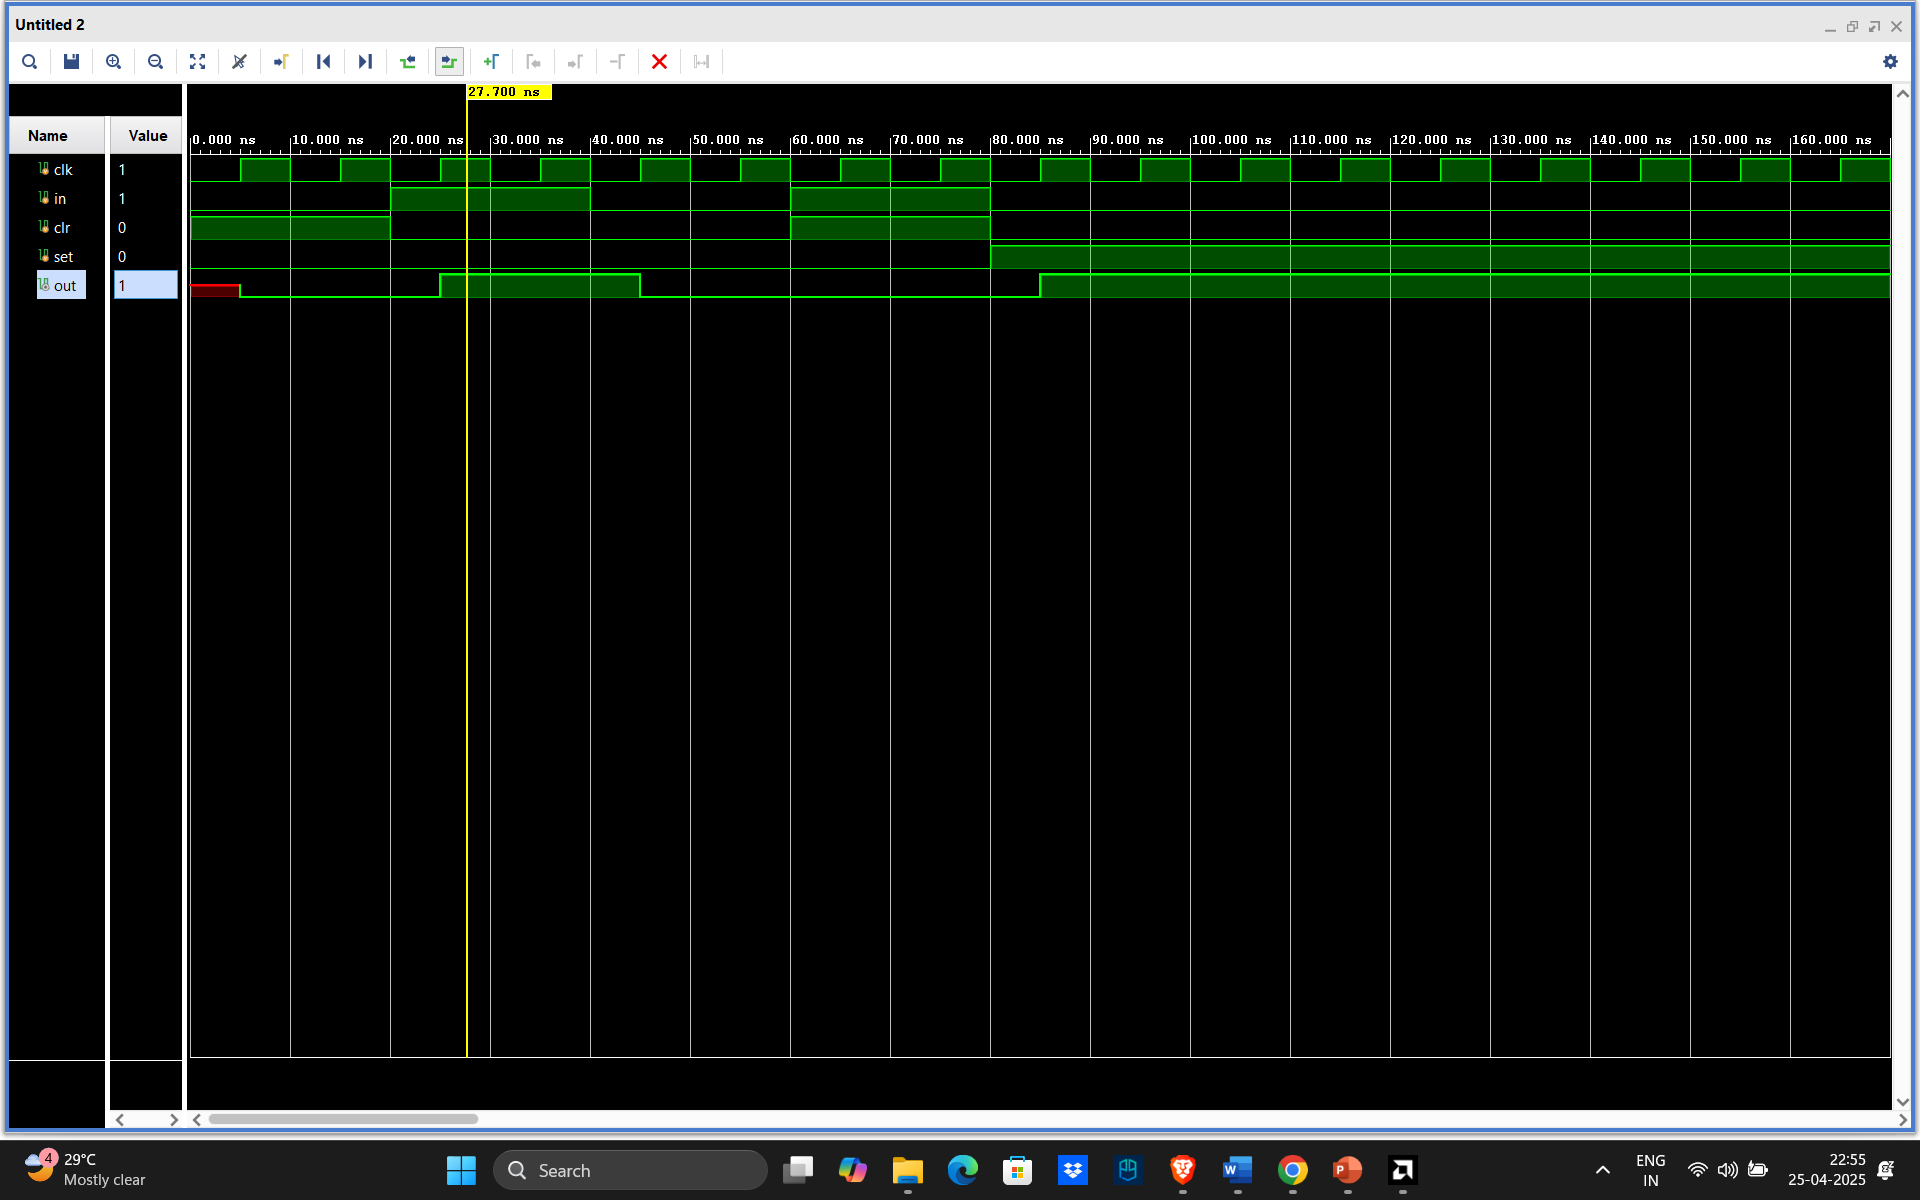 Untitled 2
27.700 ns
Name Value
0.000 ns 10.000 ns 20.000 ns 30.000 ns 40.000 ns 50.000 ns 60.000 ns 70.000 ns 80.000 ns 90.000 ns 100.000 ns 110.000 ns 120.000 ns 130.000 ns 140.000 ns 150.000 ns 160.000 ns
clk 1
in 1
clr 0
set 0
out 1
4
29°C
Mostly clear
Search
ENG
IN
22:55
25-04-2025